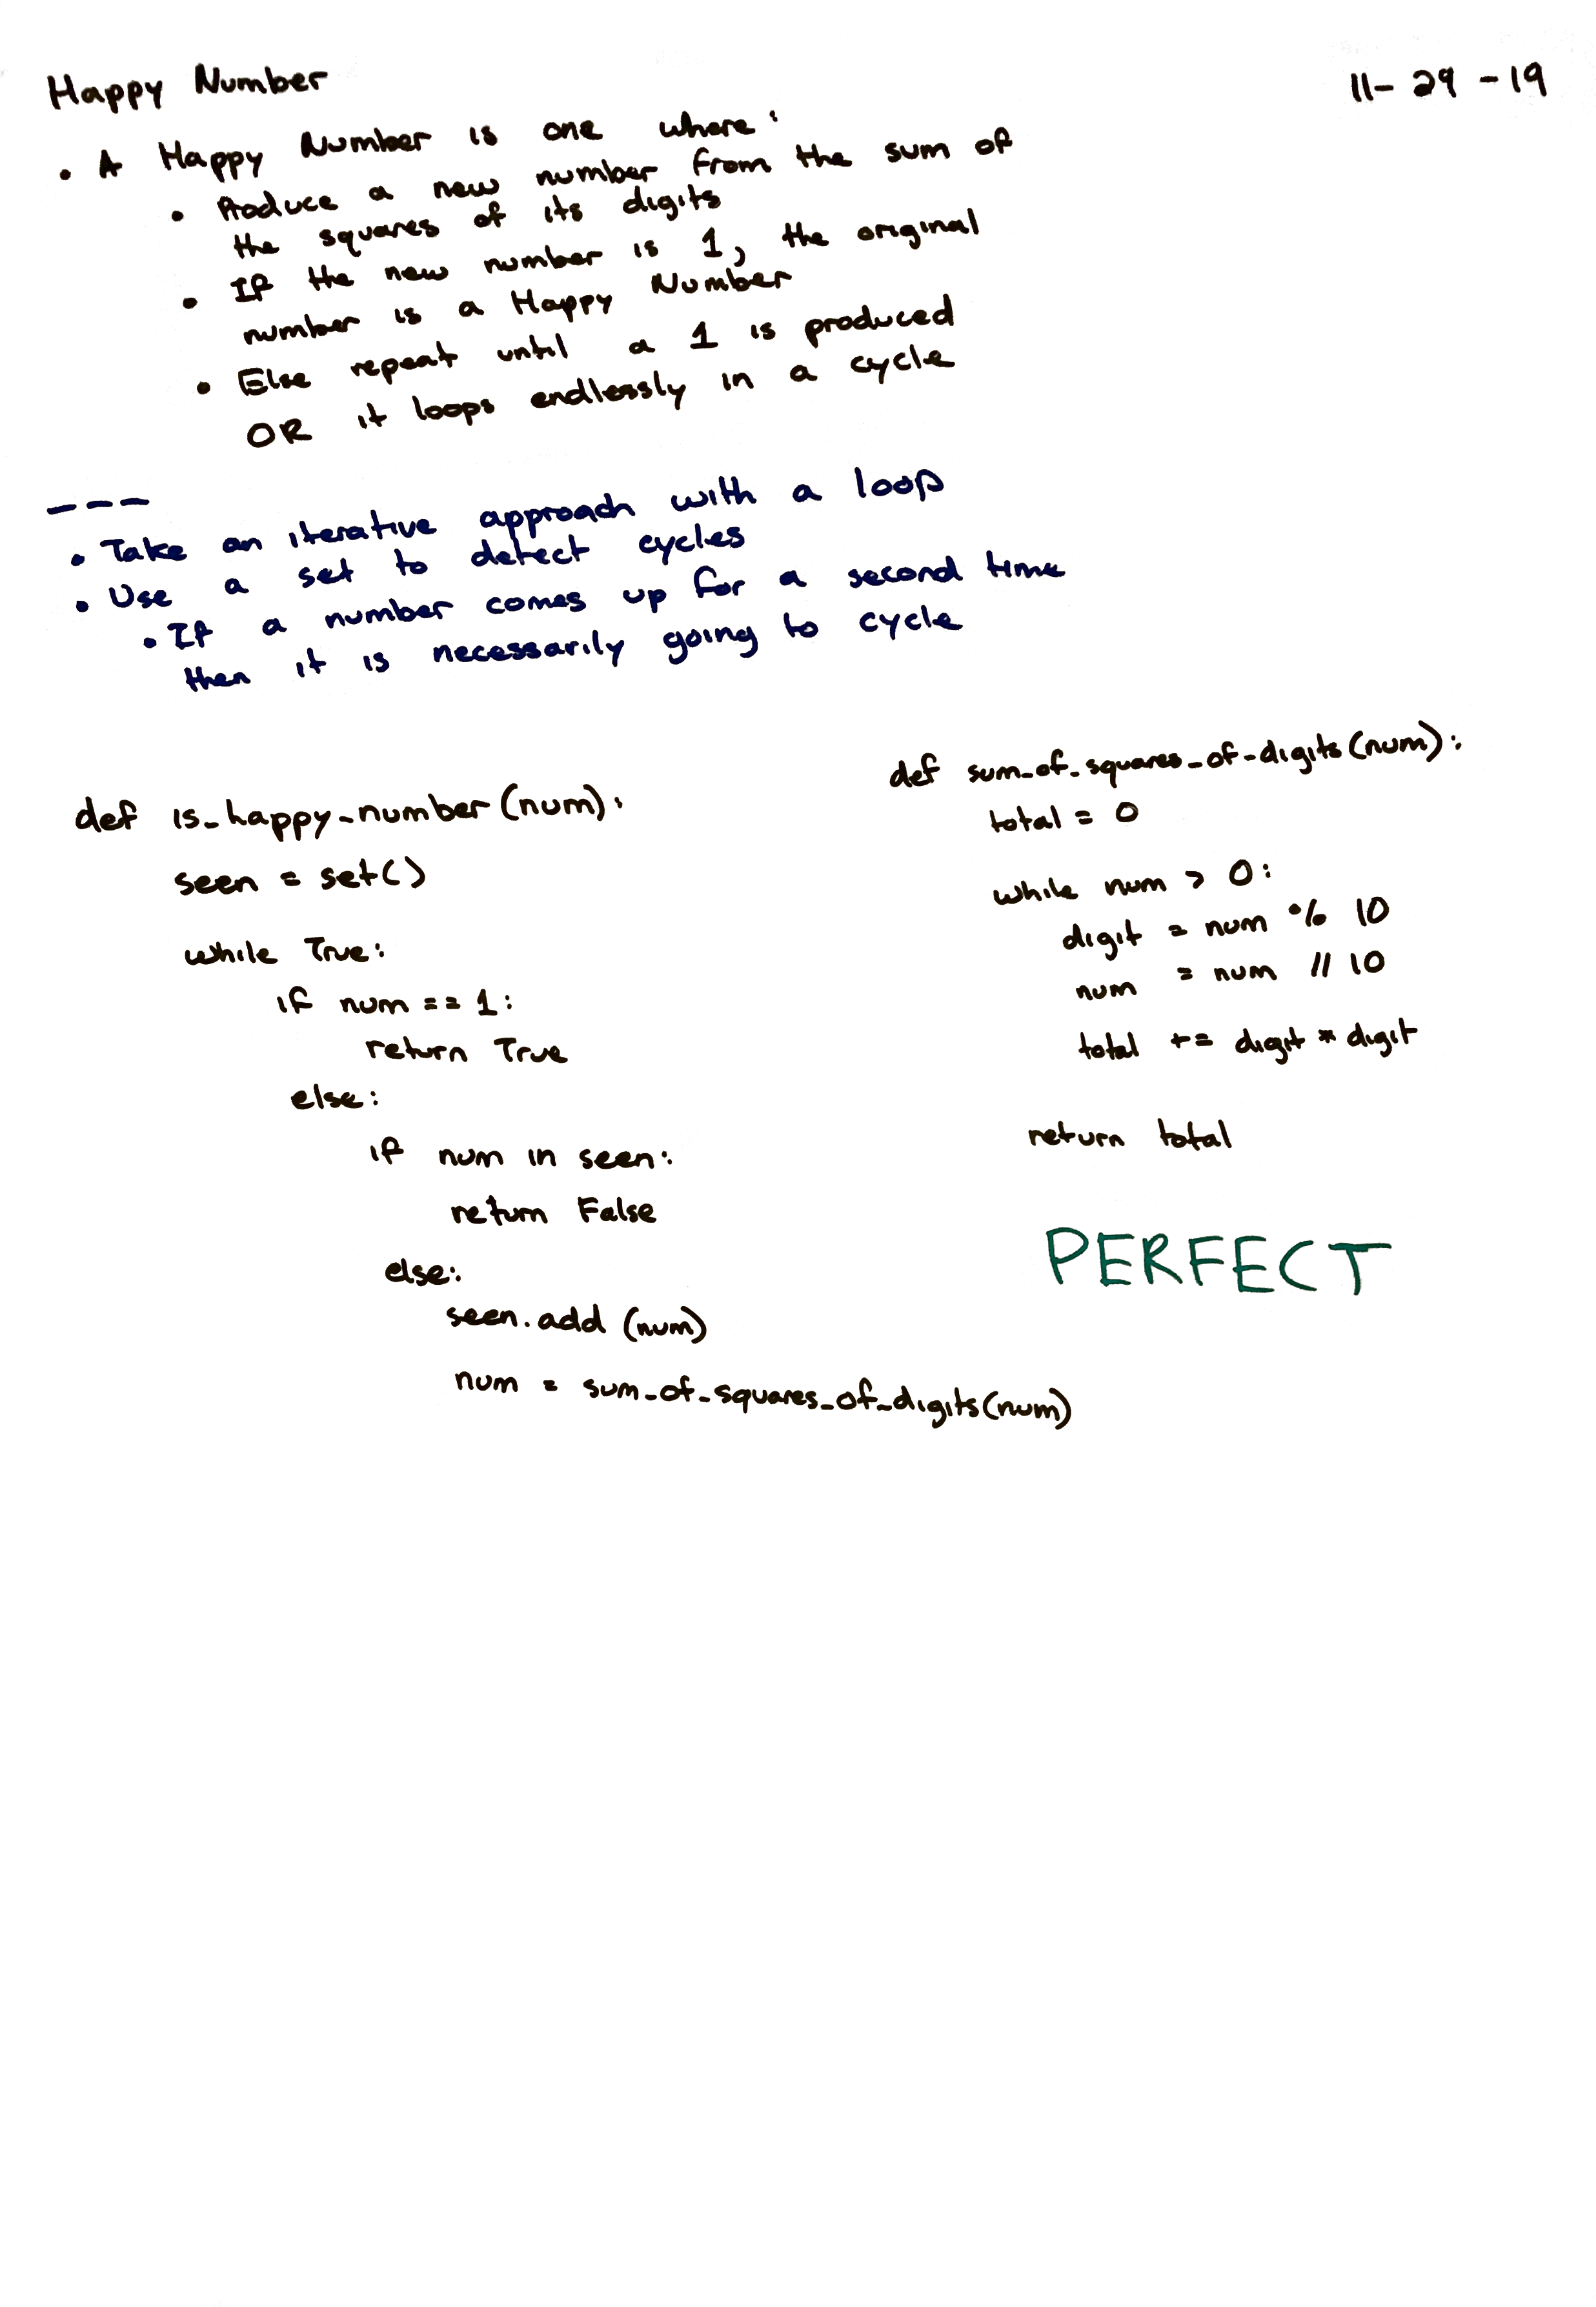 Happy Number
11-29-19
• A Happy Number is one where:
• Produce a new number from the sum of
the squares of its digits
• If the new number is 1, the original
number is a Happy Number
• Else repeat until a 1 is produced
OR it loops endlessly in a cycle
---
• Take an iterative approach with a loop
• Use a set to detect cycles
• If a number comes up for a second time
then it is necessarily going to cycle
def is_happy_number(num):
seen = set()
while True:
if num == 1:
return True
else:
if num in seen:
return False
else:
seen.add(num)
num = sum_of_squares_of_digits(num)
def sum_of_squares_of_digits(num):
total = 0
while num > 0:
digit = num % 10
num = num // 10
total += digit * digit
return total
PERFECT